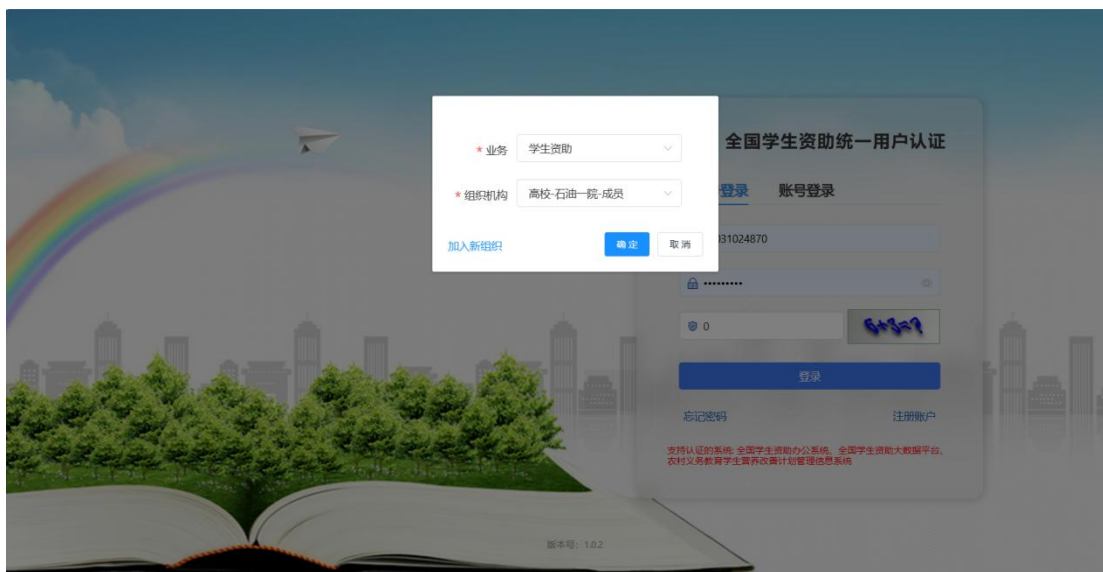 * 业务 学生资助
* 组织机构 高校-石油一院-成员
加入新组织 确定 取消
全国学生资助统一用户认证
登录 账号登录
31024870
•••••••••
0 6+3=?
登录
忘记密码 注册账户
支持认证的系统: 全国学生资助办公系统、全国学生资助大数据平台、
农村义务教育学生营养改善计划管理信息系统
版本号：1.0.2